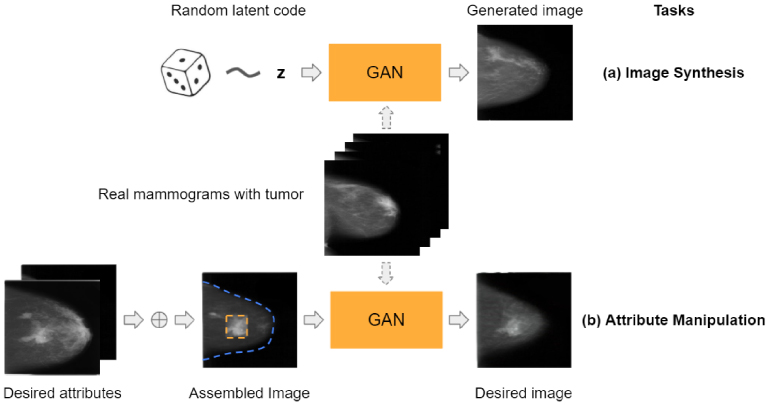 Random latent code
Generated image
Tasks
z
GAN
(a) Image Synthesis
Real mammograms with tumor
GAN
(b) Attribute Manipulation
Desired attributes
Assembled Image
Desired image